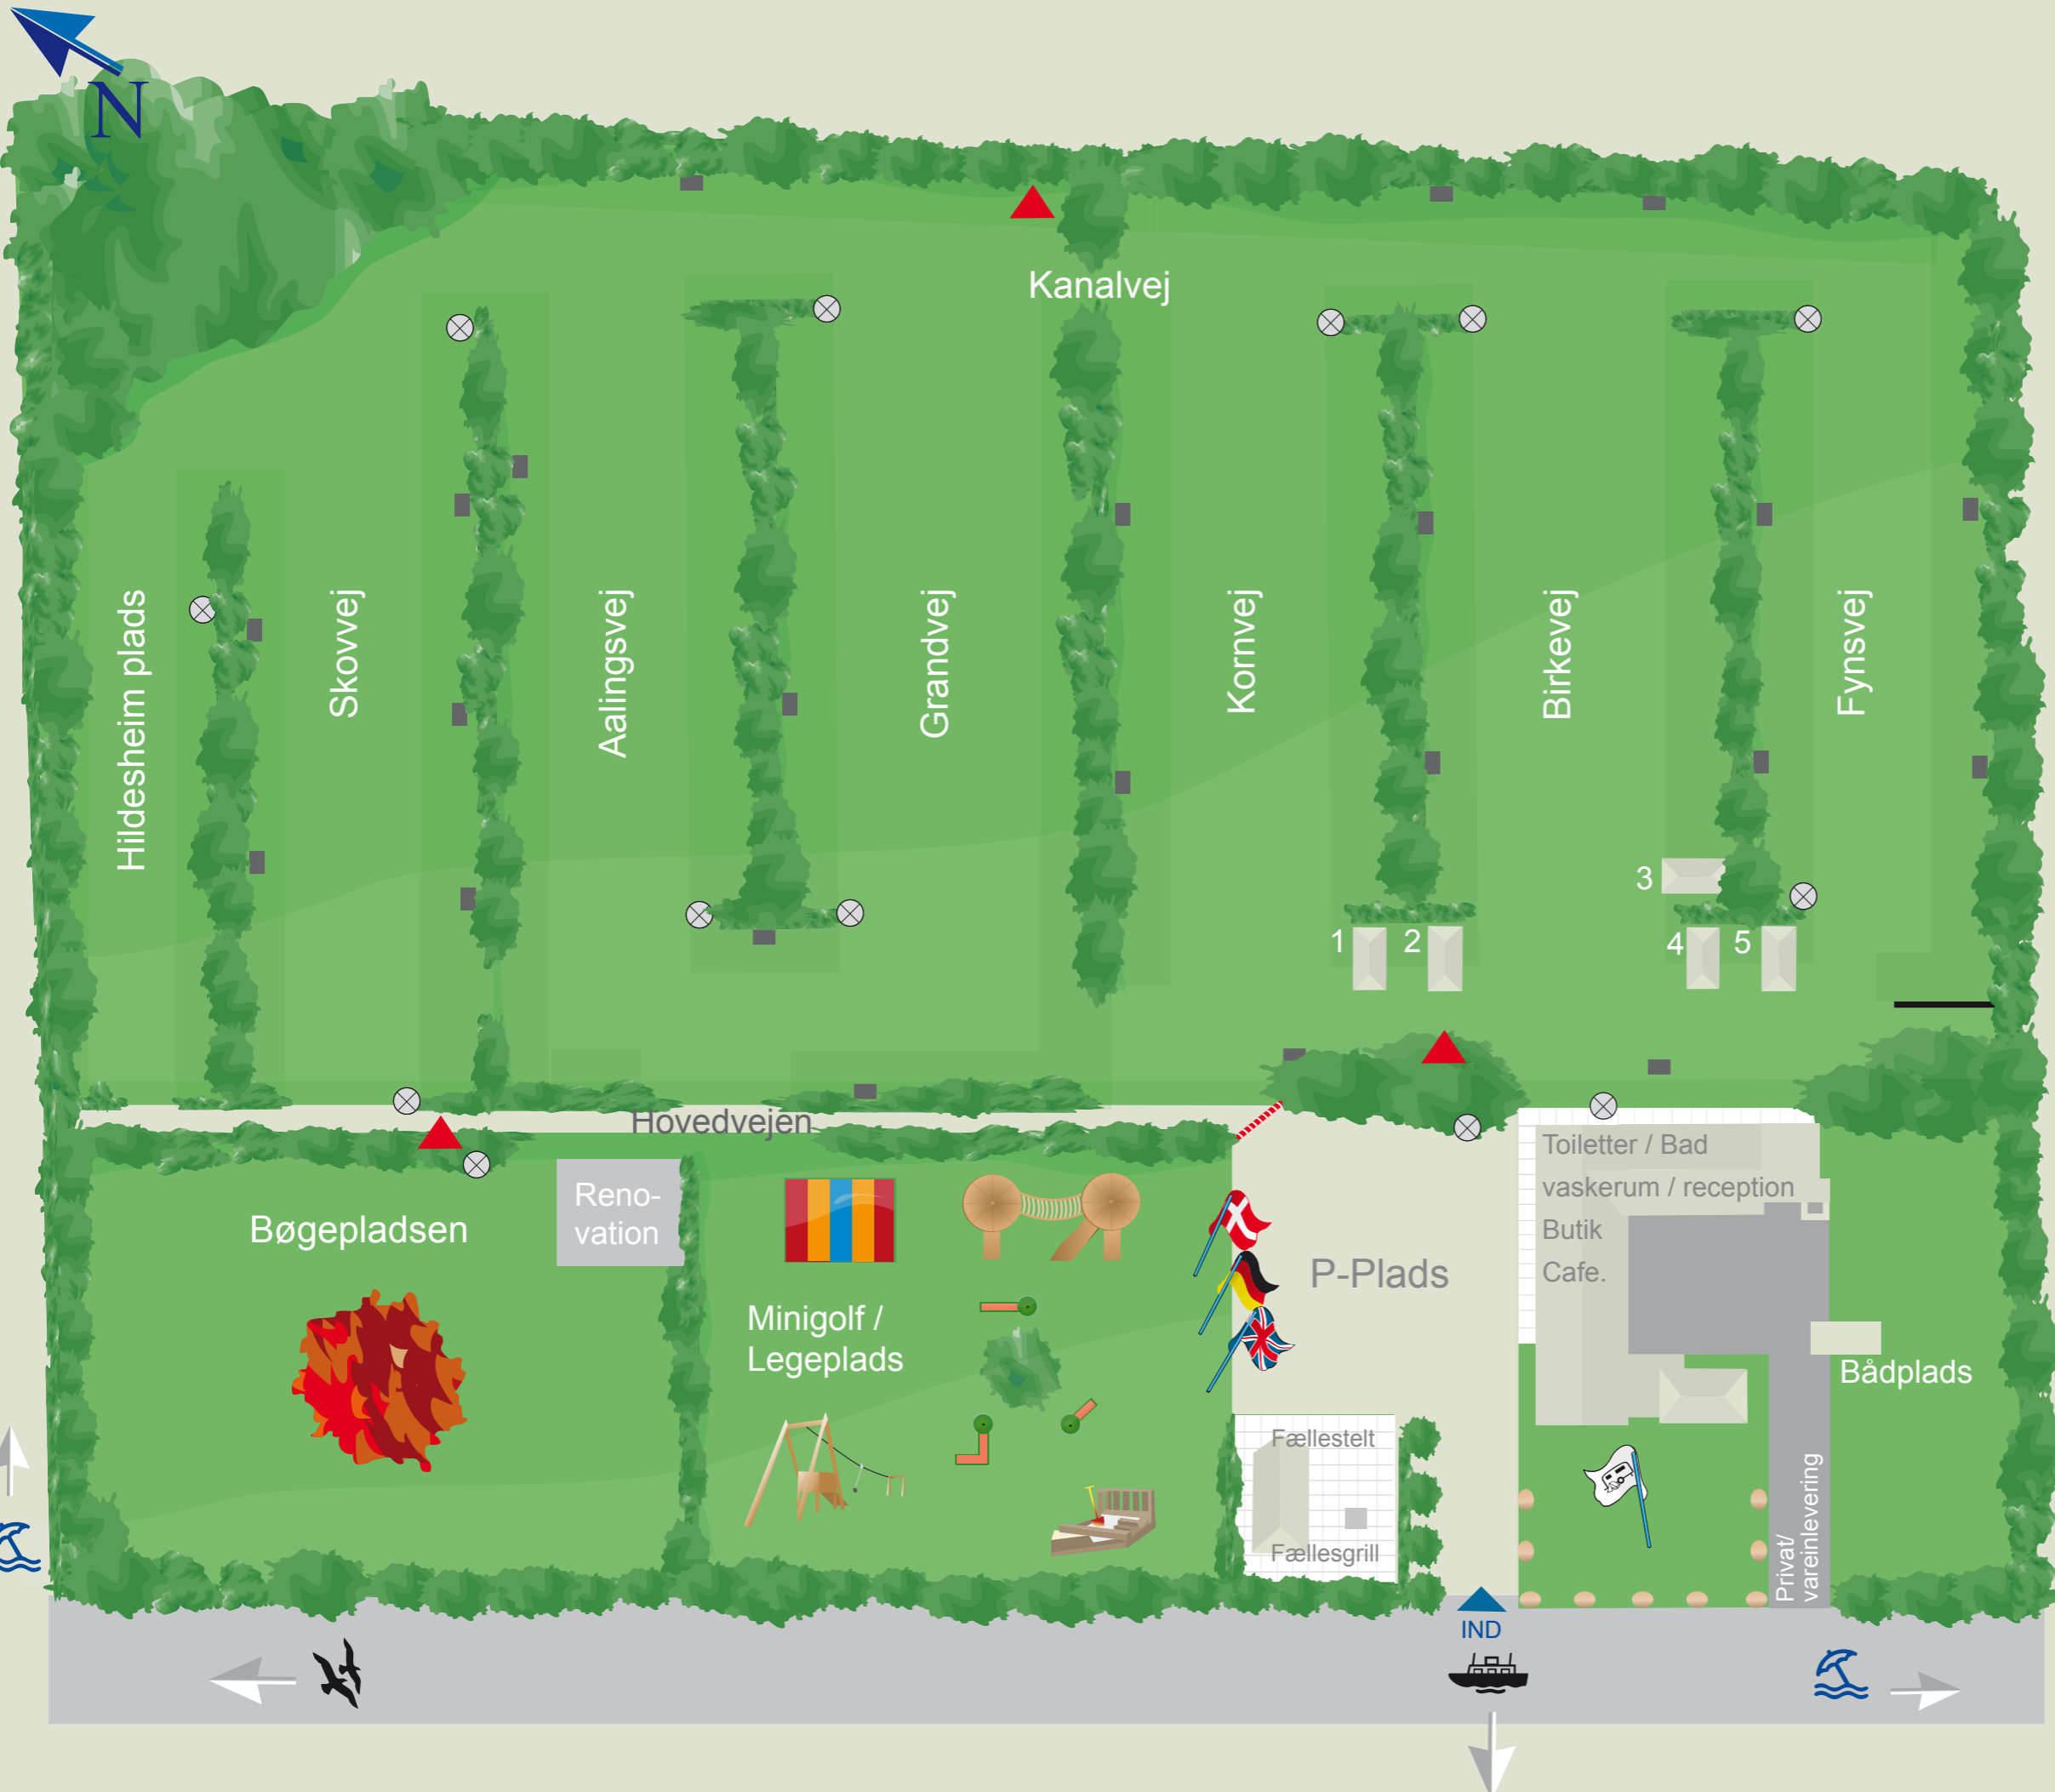 N
Kanalvej
Hildesheim plads
Skovvej
Aalingsvej
Grandvej
Kornvej
Birkevej
Fynsvej
3
1
2
4
5
Hovedvejen
Toiletter / Bad
vaskerum / reception
Butik
Cafe.
Reno-
vation
Bøgepladsen
P-Plads
Minigolf /
Legeplads
Bådplads
Fællestelt
Fællesgrill
Privat/
vareinlevering
IND